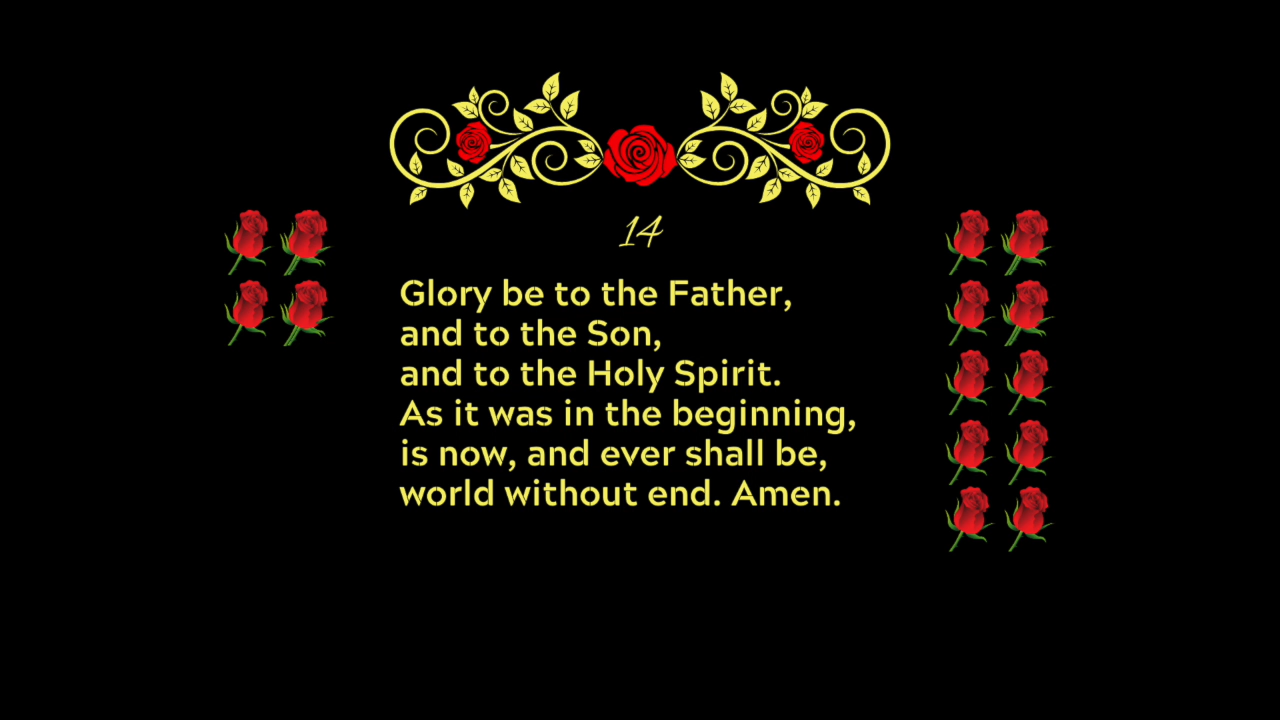 14
Glory be to the Father,
and to the Son,
and to the Holy Spirit.
As it was in the beginning,
is now, and ever shall be,
world without end. Amen.